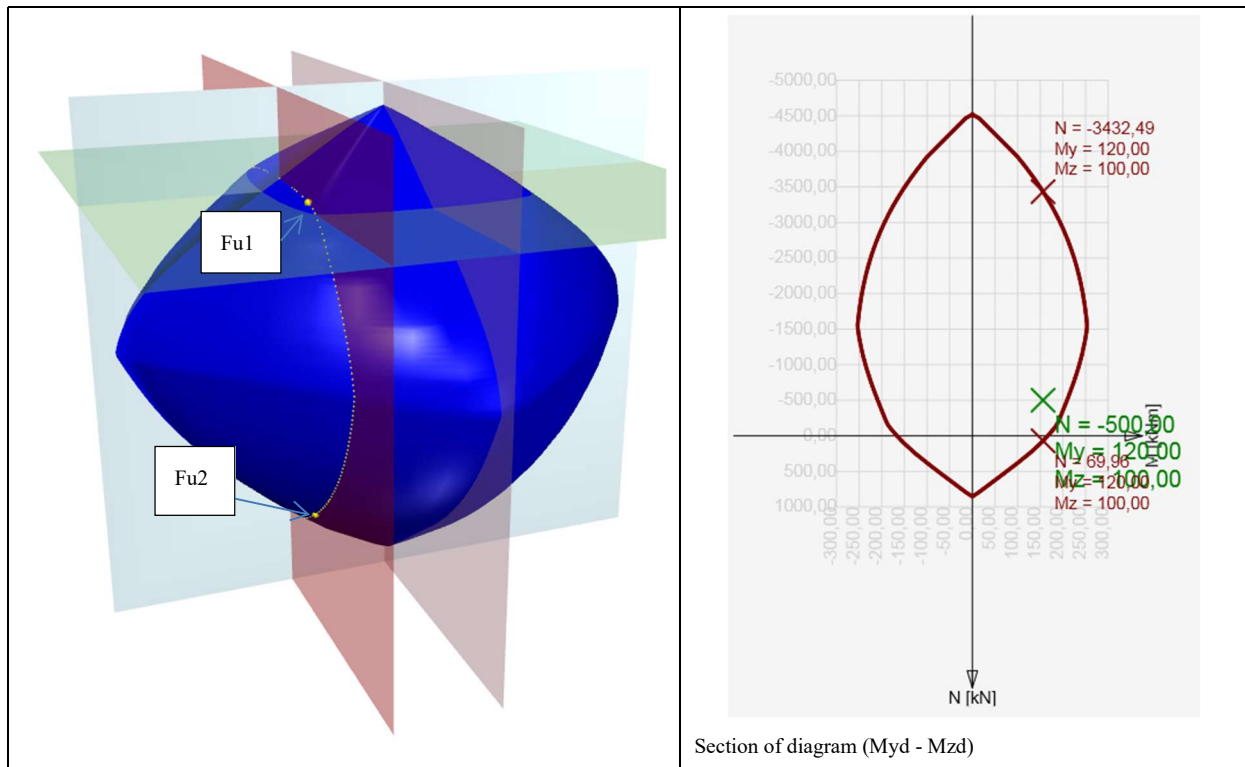 Fu1
Fu2
-5000,00
-4500,00
-4000,00
-3500,00
-3000,00
-2500,00
-2000,00
-1500,00
-1000,00
-500,00
0,00
500,00
1000,00
N = -3432,49
My = 120,00
Mz = 100,00
N = -500,00
My = 120,00
Mz = 100,00
N = 69,96
My = 120,00
Mz = 100,00
M [kNm]
-300,00
-250,00
-200,00
-150,00
-100,00
-50,00
0,00
50,00
100,00
150,00
200,00
250,00
300,00
N [kN]
Section of diagram (Myd - Mzd)